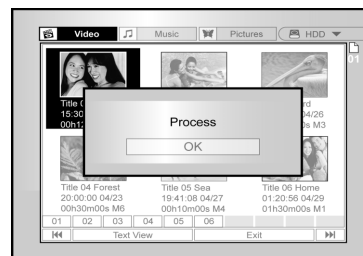 Video Music Pictures HDD
01
Title
15:30
00h12
rd
04/26
0s M3
Process
OK
Title 04 Forest
20:00:00 04/23
00h30m00s M6
Title 05 Sea
19:41:08 04/27
00h10m00s M4
Title 06 Home
01:20:56 04/29
01h30m00s M1
01 02 03 04 05 06
Text View Exit